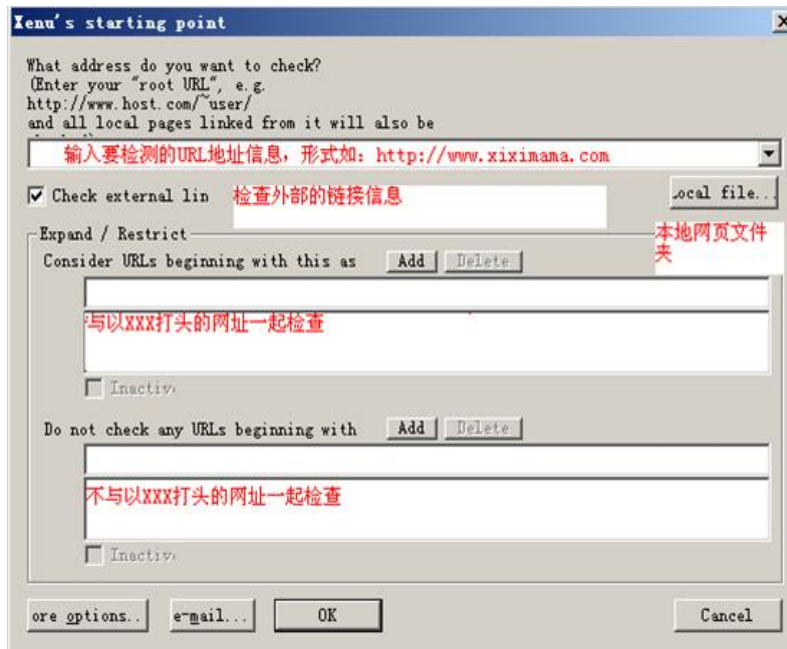 Xenu's starting point
What address do you want to check?
(Enter your "root URL", e.g.
http://www.host.com/~user/
and all local pages linked from it will also be
输入要检测的URL地址信息，形式如：http://www.xiximama.com
Check external lin
检查外部的链接信息
ocal file...
Expand / Restrict
本地网页文件
夹
Consider URLs beginning with this as
Add
Delete
与以XXX打头的网址一起检查
Inactiv
Do not check any URLs beginning with
Add
Delete
不与以XXX打头的网址一起检查
Inactiv
ore options..
e-mail...
OK
Cancel